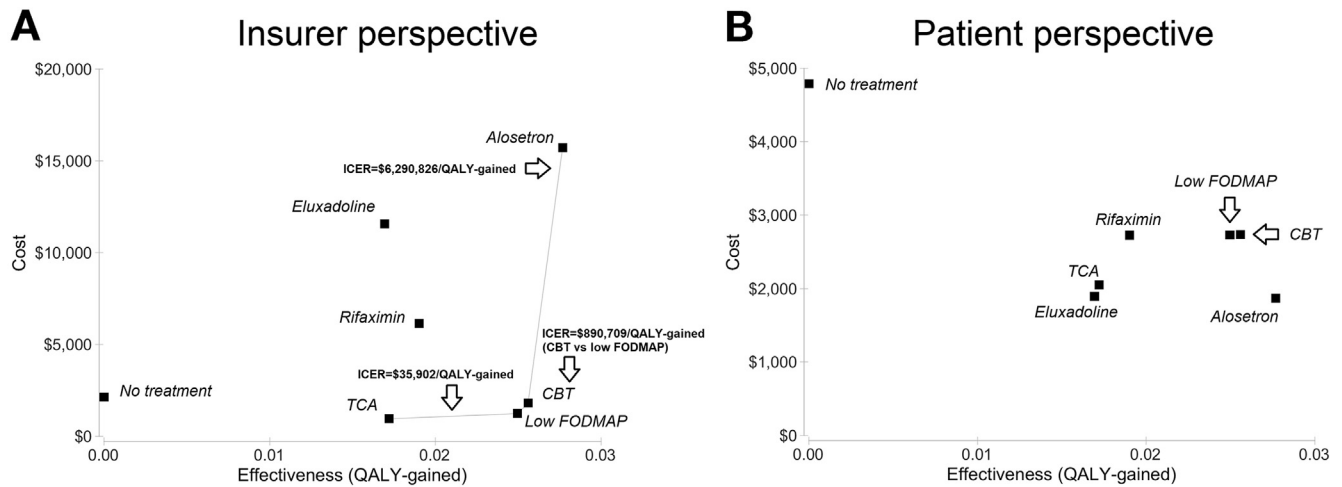 A
Insurer perspective
$20,000
$15,000
$10,000
$5,000
$0
Cost
Alosetron
ICER=$6,290,826/QALY-gained
Eluxadoline
Rifaximin
ICER=$890,709/QALY-gained
(CBT vs low FODMAP)
ICER=$35,902/QALY-gained
No treatment
TCA
CBT
Low FODMAP
0.00
0.01
0.02
0.03
Effectiveness (QALY-gained)
B
Patient perspective
$5,000
$4,000
$3,000
$2,000
$1,000
$0
Cost
No treatment
Low FODMAP
Rifaximin
CBT
TCA
Eluxadoline
Alosetron
0.00
0.01
0.02
0.03
Effectiveness (QALY-gained)